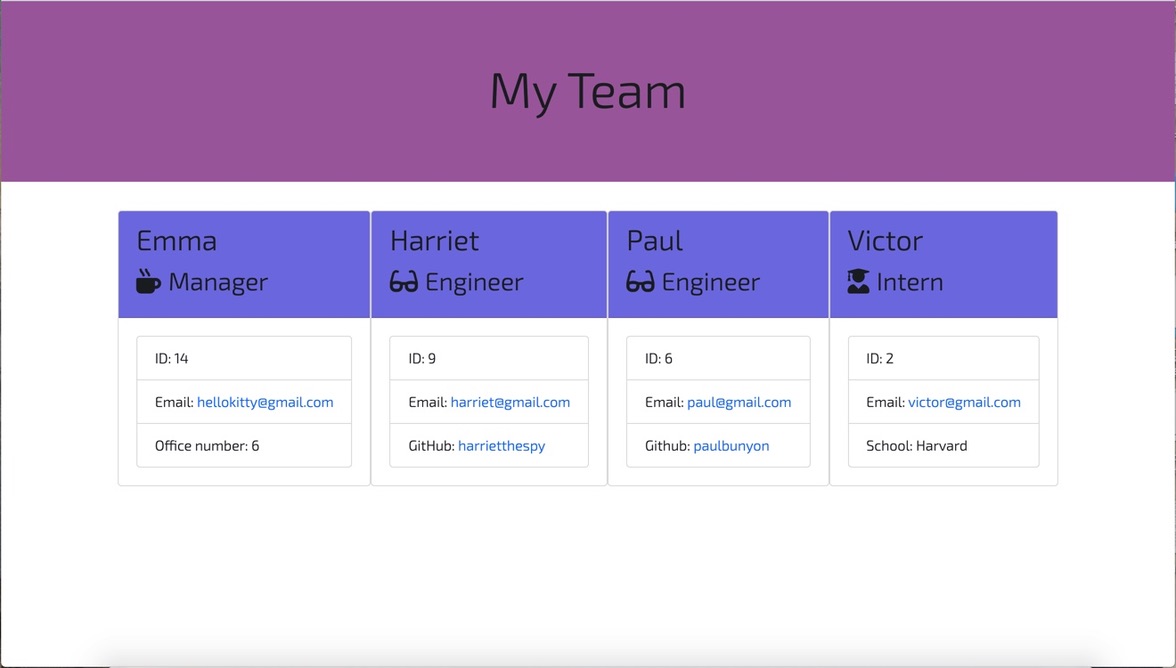 My Team
Emma
Manager
ID: 14
Email: hellokitty@gmail.com
Office number: 6
Harriet
Engineer
ID: 9
Email: harriet@gmail.com
GitHub: harrietthespy
Paul
Engineer
ID: 6
Email: paul@gmail.com
Github: paulbunyon
Victor
Intern
ID: 2
Email: victor@gmail.com
School: Harvard